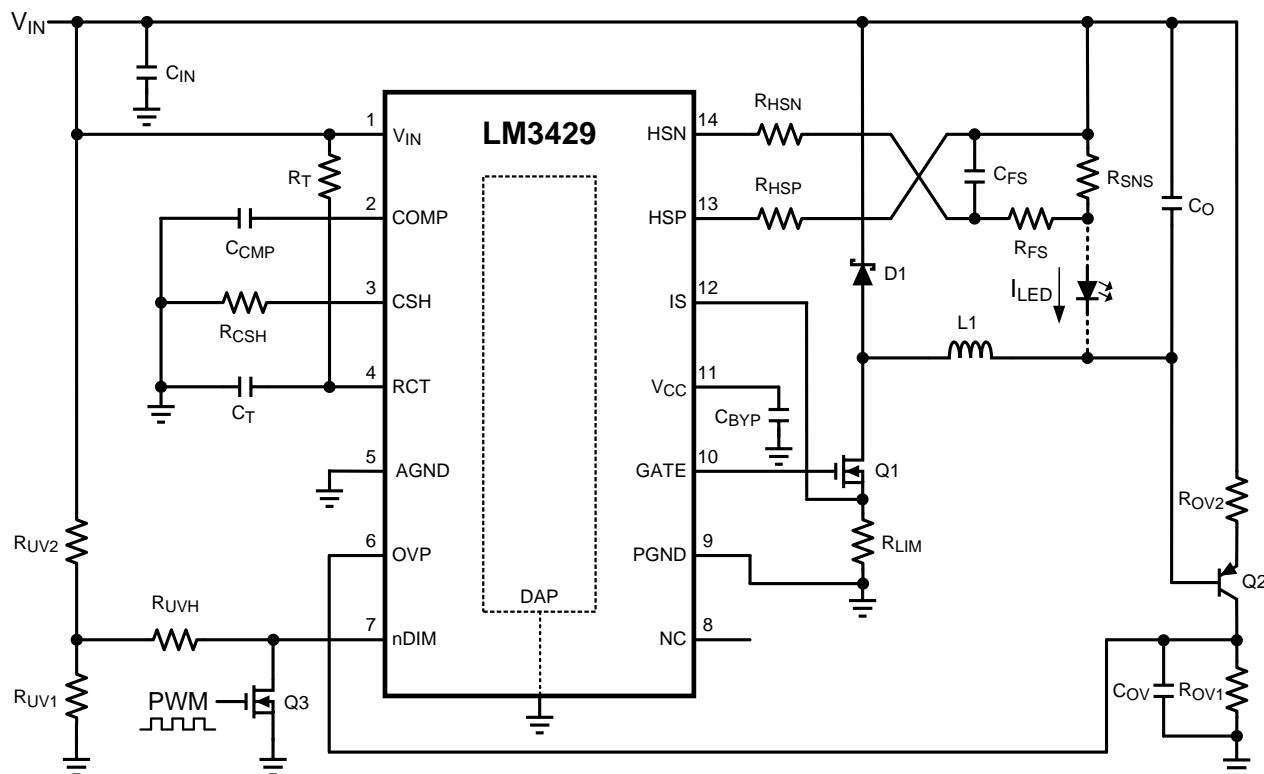 VIN
CIN
LM3429
1
VIN
RT
2
COMP
CCMP
3
CSH
RCSH
4
RCT
CT
5
AGND
RUV2
6
OVP
RUVH
7
nDIM
RUV1
PWM
Q3
DAP
14
HSN
RHSN
13
HSP
RHSP
CFS
RSNS
RFS
CO
D1
12
IS
ILED
L1
11
VCC
CBYP
10
GATE
Q1
9
PGND
RLIM
8
NC
ROV2
Q2
COV
ROV1